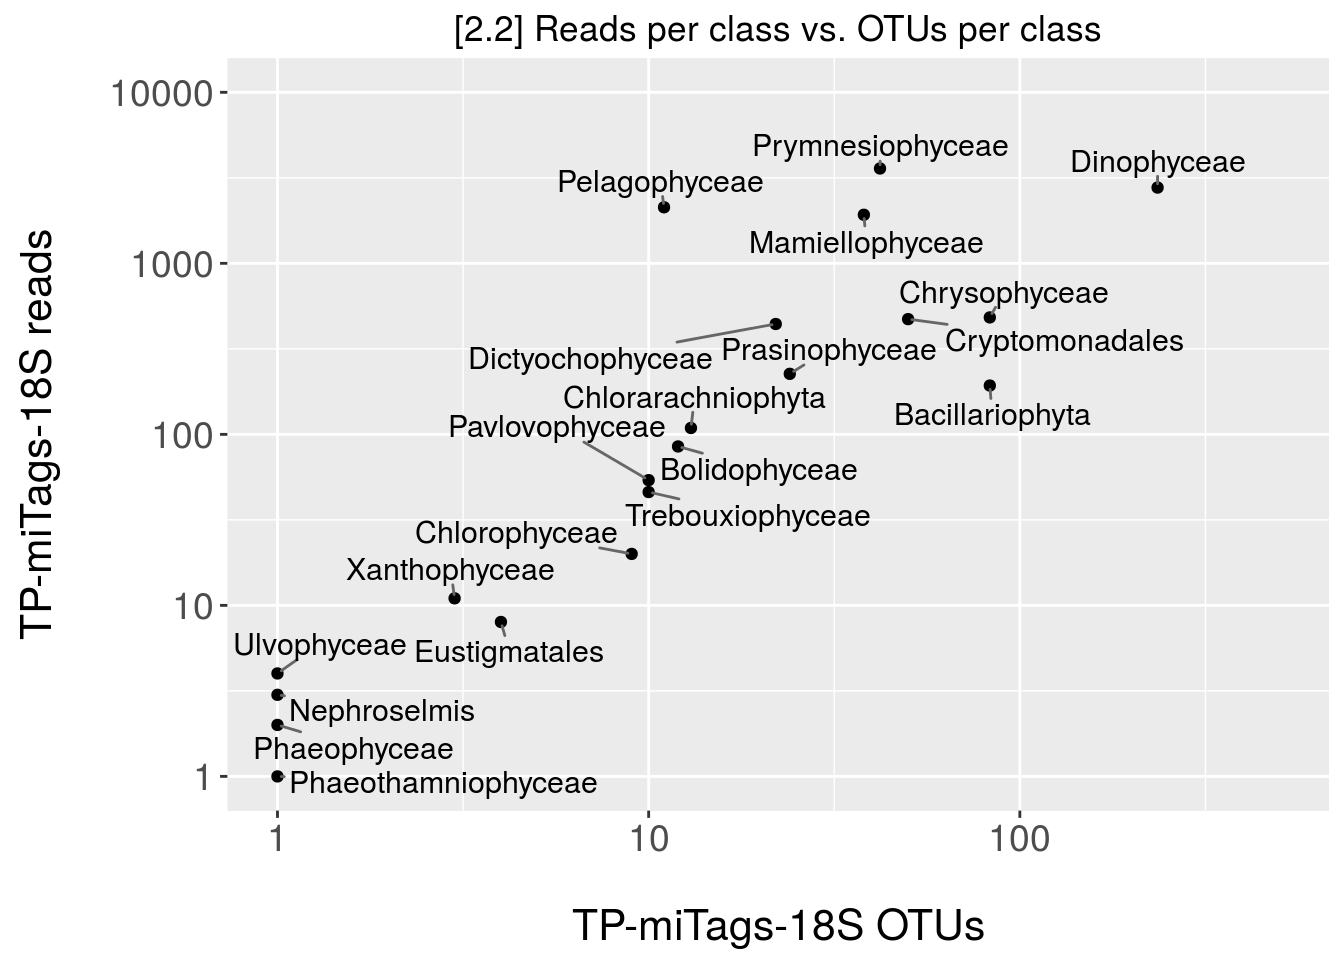 [2.2] Reads per class vs. OTUs per class
10000
1000
100
10
1
TP-miTags-18S reads
Prymnesiophyceae
Dinophyceae
Pelagophyceae
Mamiellophyceae
Chrysophyceae
Cryptomonadales
Prasinophyceae
Dictyochophyceae
Chlorarachniophyta
Bacillariophyta
Pavlovophyceae
Bolidophyceae
Trebouxiophyceae
Chlorophyceae
Xanthophyceae
Ulvophyceae
Eustigmatales
Nephroselmis
Phaeophyceae
Phaeothamniophyceae
1
10
100
TP-miTags-18S OTUs